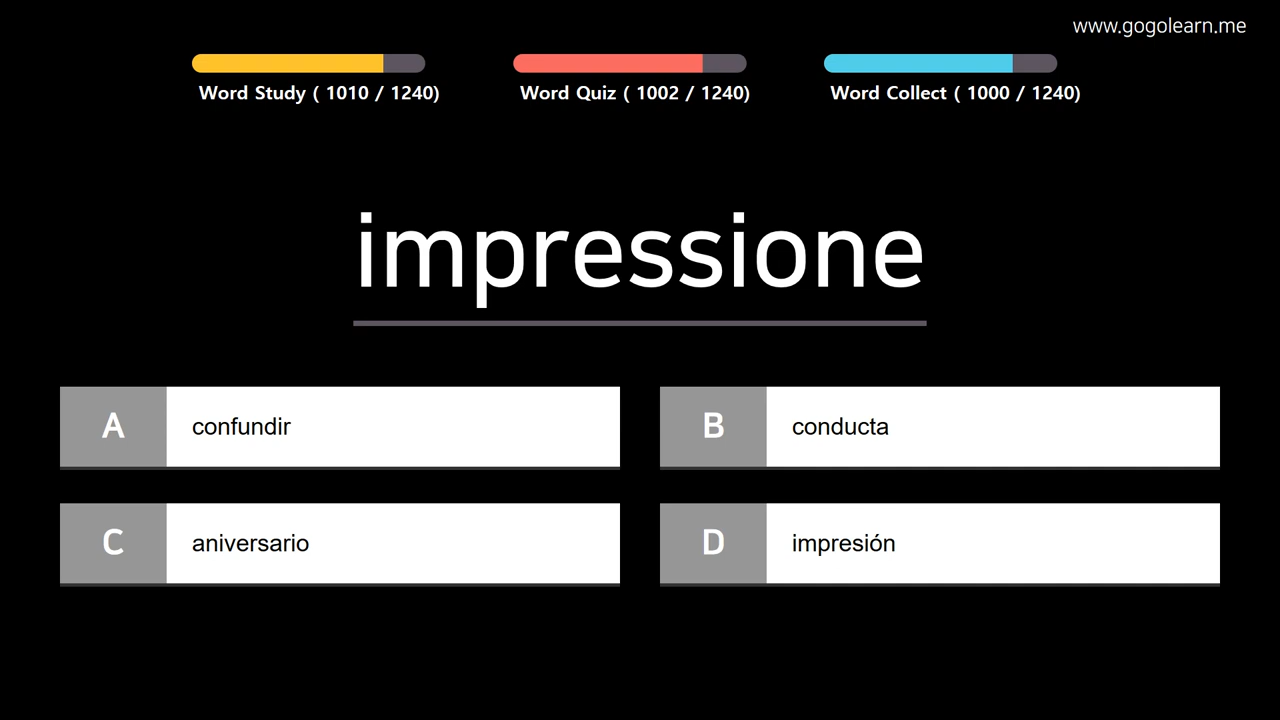 www.gogolearn.me
Word Study ( 1010 / 1240)
Word Quiz ( 1002 / 1240)
Word Collect ( 1000 / 1240)
impressione
A confundir
B conducta
C aniversario
D impresión